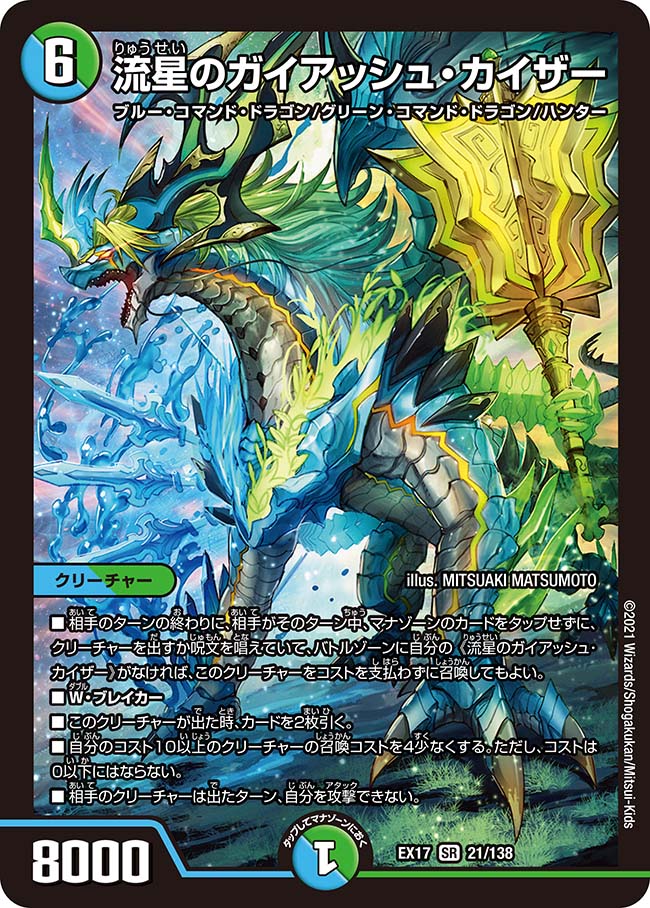 6
りゅうせい
流星のガイアッシュ・カイザー
ブルー・コマンド・ドラゴン/グリーン・コマンド・ドラゴン/ハンター
クリーチャー
illus. MITSUAKI MATSUMOTO
■相手のターンの終わりに、相手がそのターン中、マナゾーンのカードをタップせずに、
クリーチャーを出すか呪文を唱えていて、バトルゾーンに自分の《流星のガイアッシュ・
カイザー》がなければ、このクリーチャーをコストを支払わずに召喚してもよい。
■W・ブレイカー
■このクリーチャーが出た時、カードを2枚引く。
■自分のコスト10以上のクリーチャーの召喚コストを4少なくする。ただし、コストは
0以下にはならない。
■相手のクリーチャーは出たターン、自分を攻撃できない。
©2021 Wizards/Shogakukan/Mitsui-Kids
8000
タップしてマナゾーンにおく
1
EX17 SR 21/138